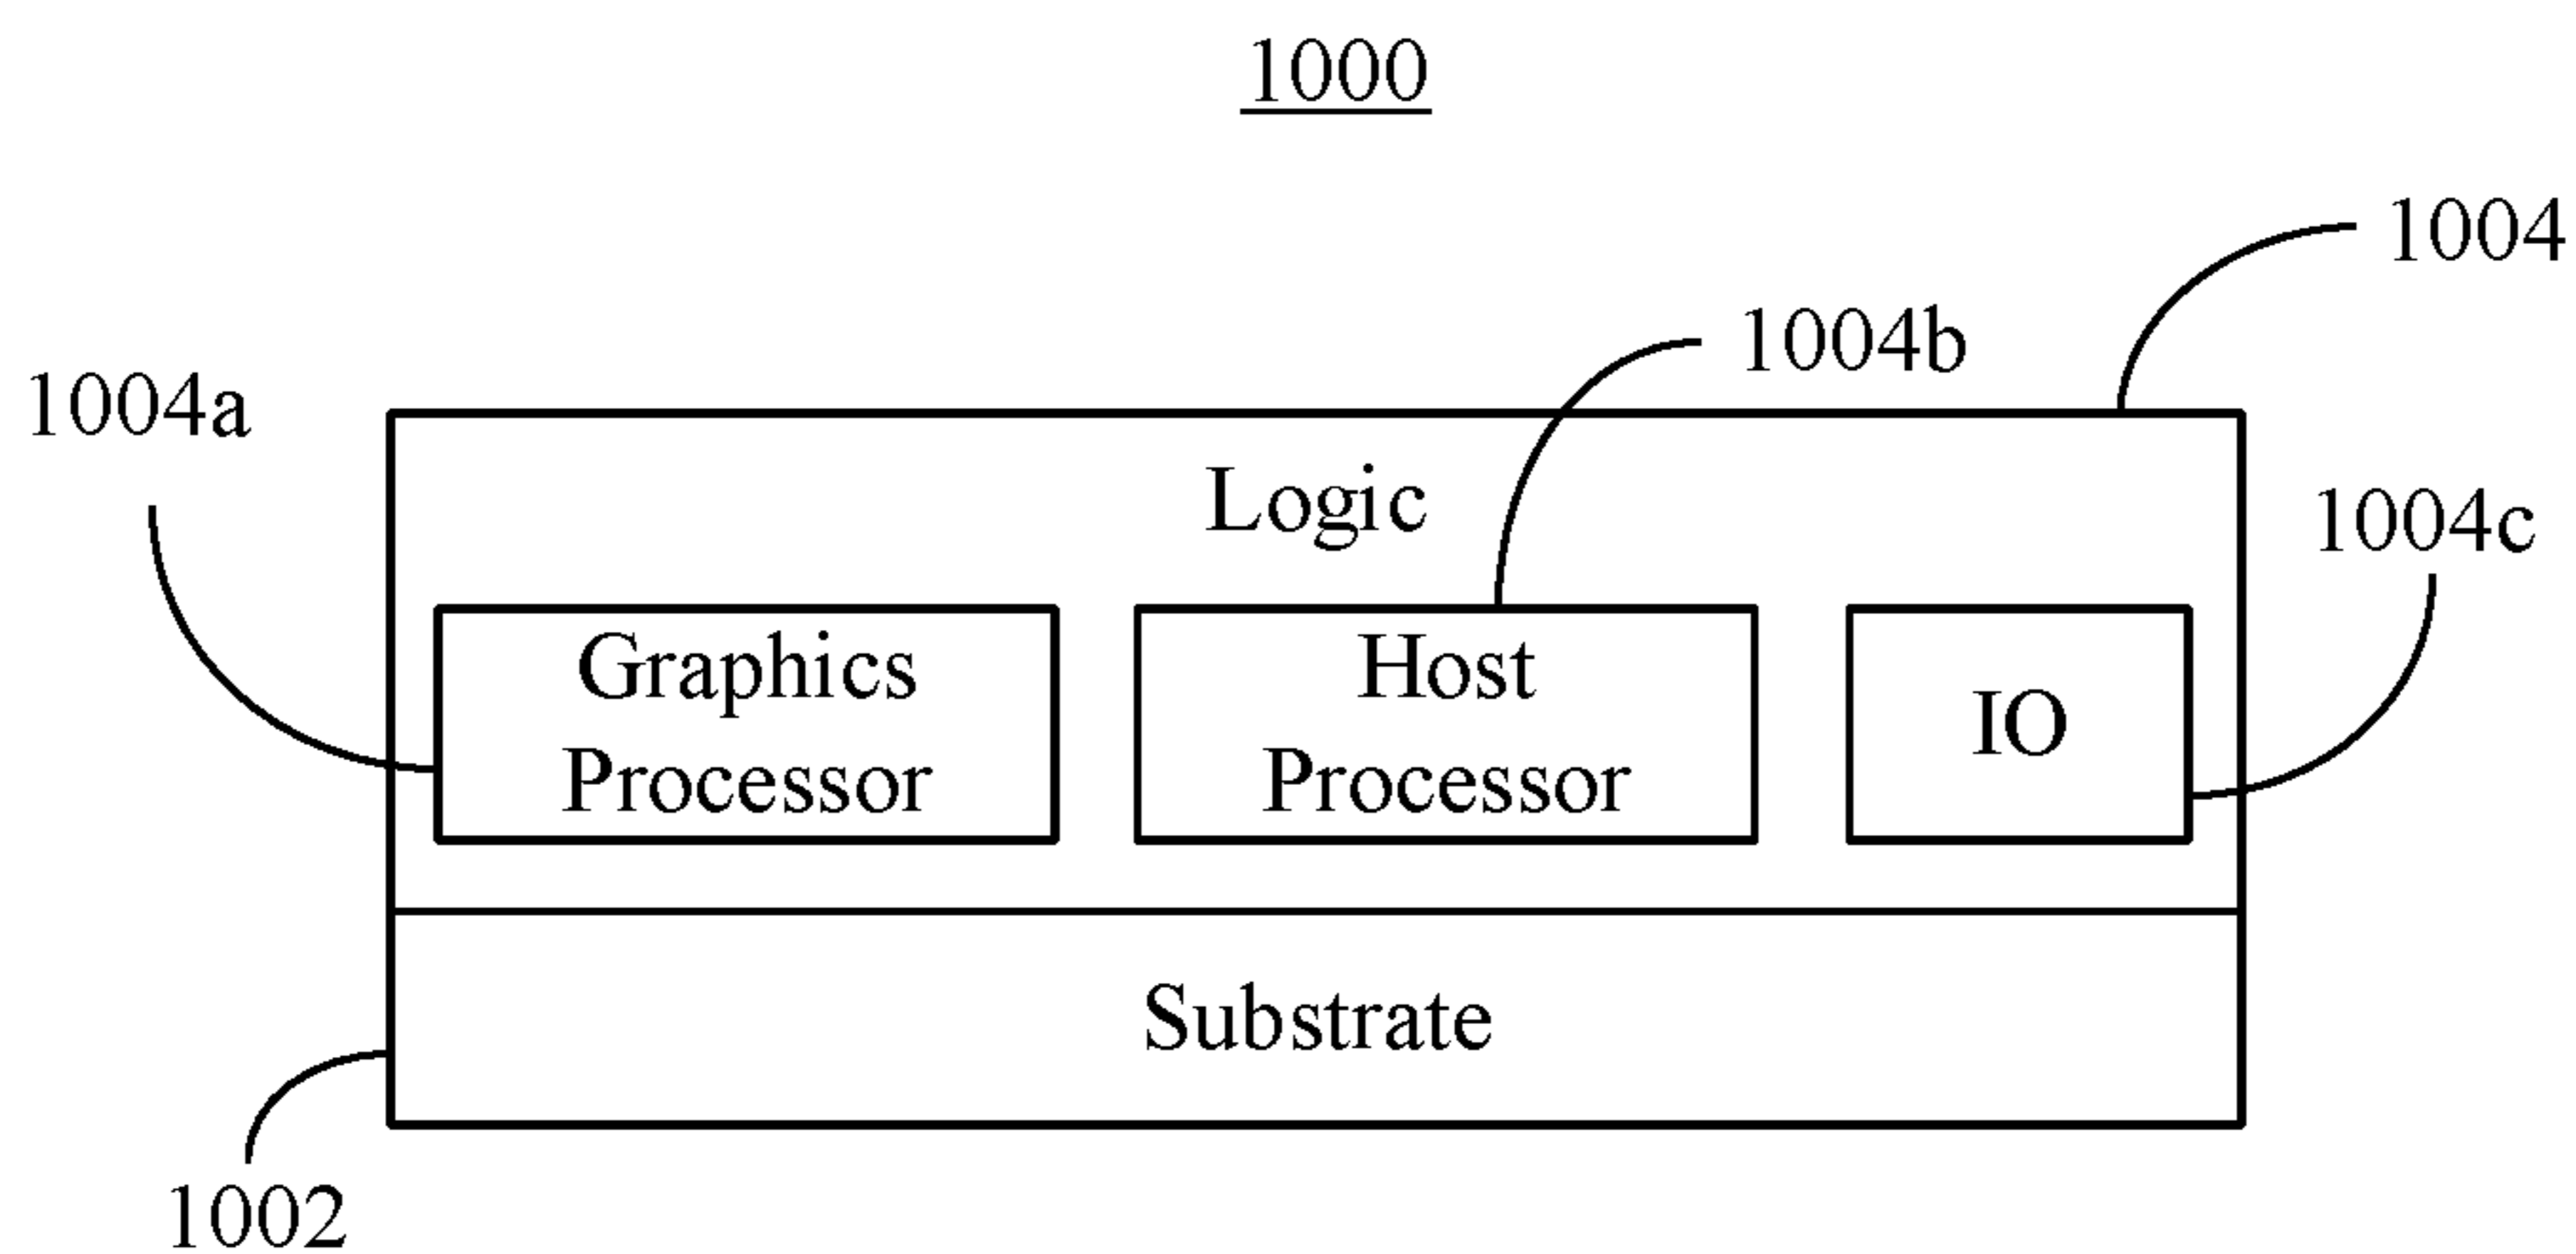 1000
1004
1004b
1004a
Logic
1004c
Graphics
Processor
Host
Processor
IO
Substrate
1002